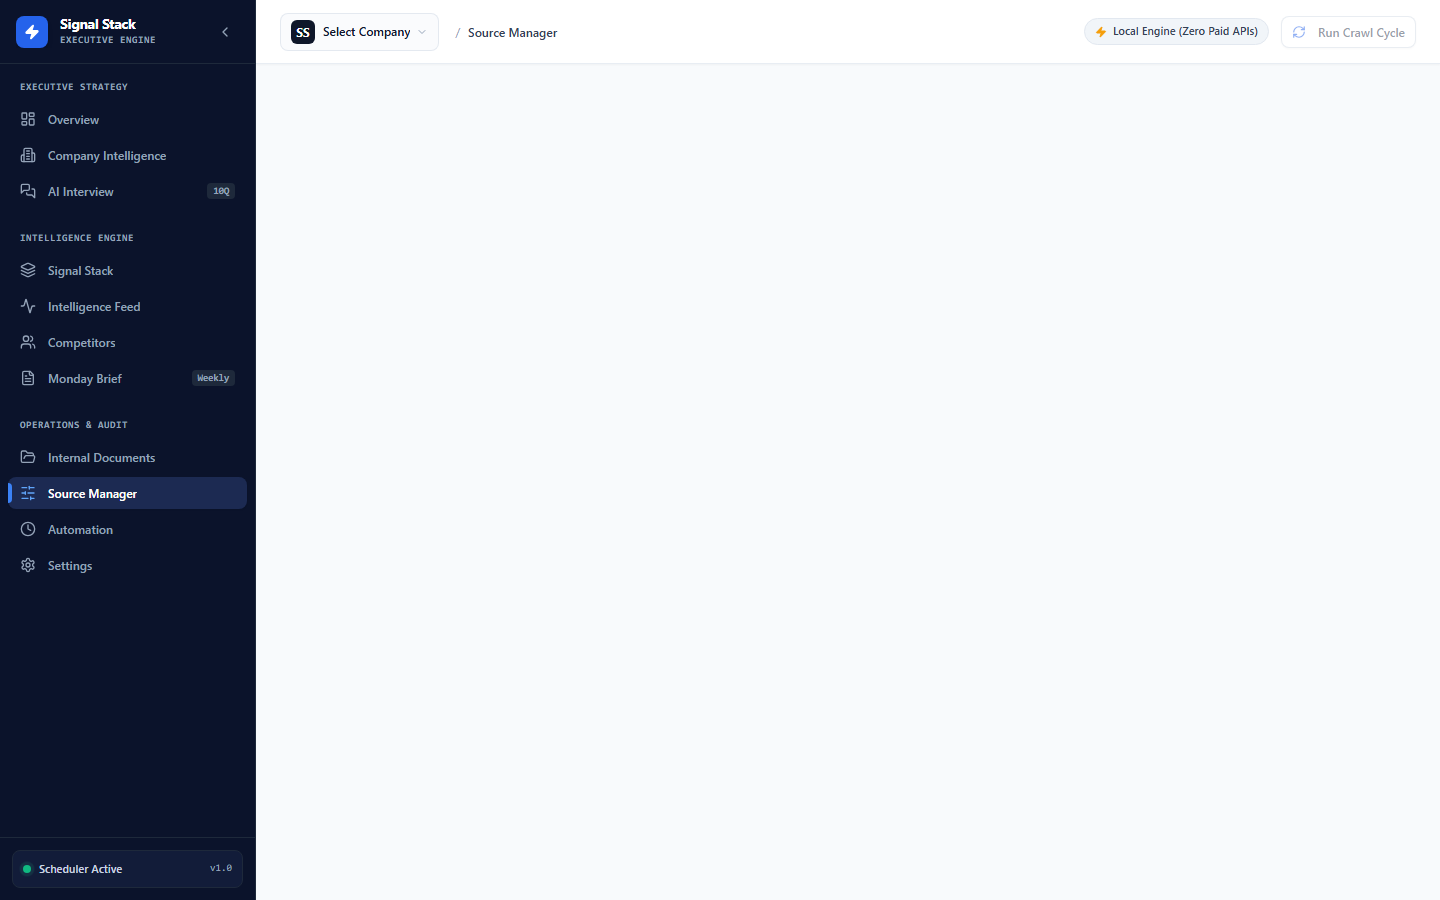 Signal Stack
EXECUTIVE ENGINE
EXECUTIVE STRATEGY
Overview
Company Intelligence
AI Interview 10Q
INTELLIGENCE ENGINE
Signal Stack
Intelligence Feed
Competitors
Monday Brief Weekly
OPERATIONS & AUDIT
Internal Documents
Source Manager
Automation
Settings
Scheduler Active v1.0
SS Select Company / Source Manager
Local Engine (Zero Paid APIs) Run Crawl Cycle